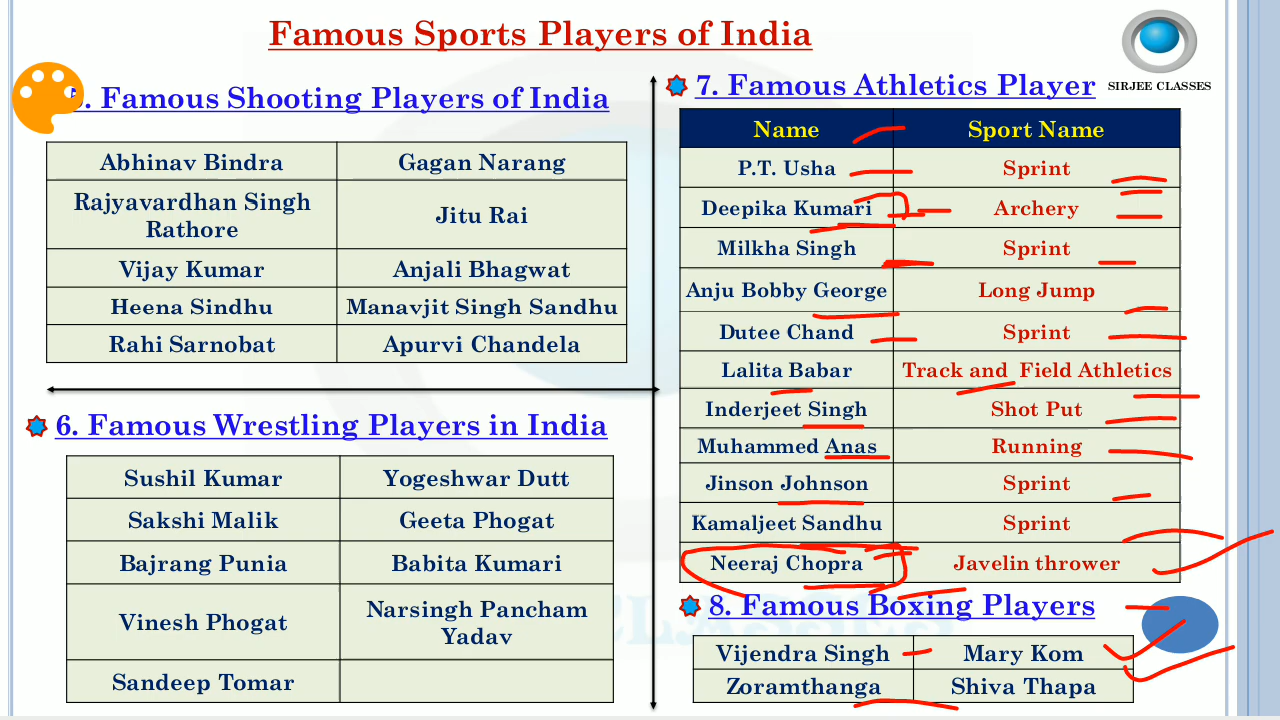 Famous Sports Players of India
SIRJEE CLASSES
. Famous Shooting Players of India
Abhinav Bindra Gagan Narang
Rajyavardhan Singh
Rathore
Jitu Rai
Vijay Kumar Anjali Bhagwat
Heena Sindhu Manavjit Singh Sandhu
Rahi Sarnobat Apurvi Chandela
6. Famous Wrestling Players in India
Sushil Kumar Yogeshwar Dutt
Sakshi Malik Geeta Phogat
Bajrang Punia Babita Kumari
Vinesh Phogat
Narsingh Pancham
Yadav
Sandeep Tomar
7. Famous Athletics Player
Name Sport Name
P.T. Usha Sprint
Deepika Kumari Archery
Milkha Singh Sprint
Anju Bobby George Long Jump
Dutee Chand Sprint
Lalita Babar Track and Field Athletics
Inderjeet Singh Shot Put
Muhammed Anas Running
Jinson Johnson Sprint
Kamaljeet Sandhu Sprint
Neeraj Chopra Javelin thrower
8. Famous Boxing Players
Vijendra Singh Mary Kom
Zoramthanga Shiva Thapa